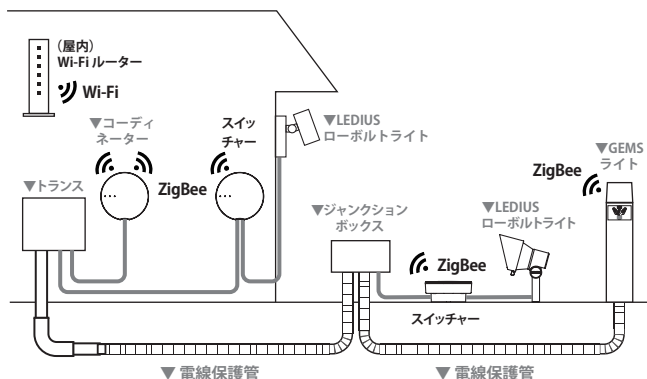 （屋内）
Wi-Fi ルーター
Wi-Fi
▼コーディ
ネーター
スイッ
チャー
▼LEDIUS
ローボルトライト
▼GEMS
ライト
ZigBee
▼トランス
ZigBee
▼ジャンクション
ボックス
▼LEDIUS
ローボルトライト
ZigBee
スイッチャー
▼ 電線保護管
▼ 電線保護管